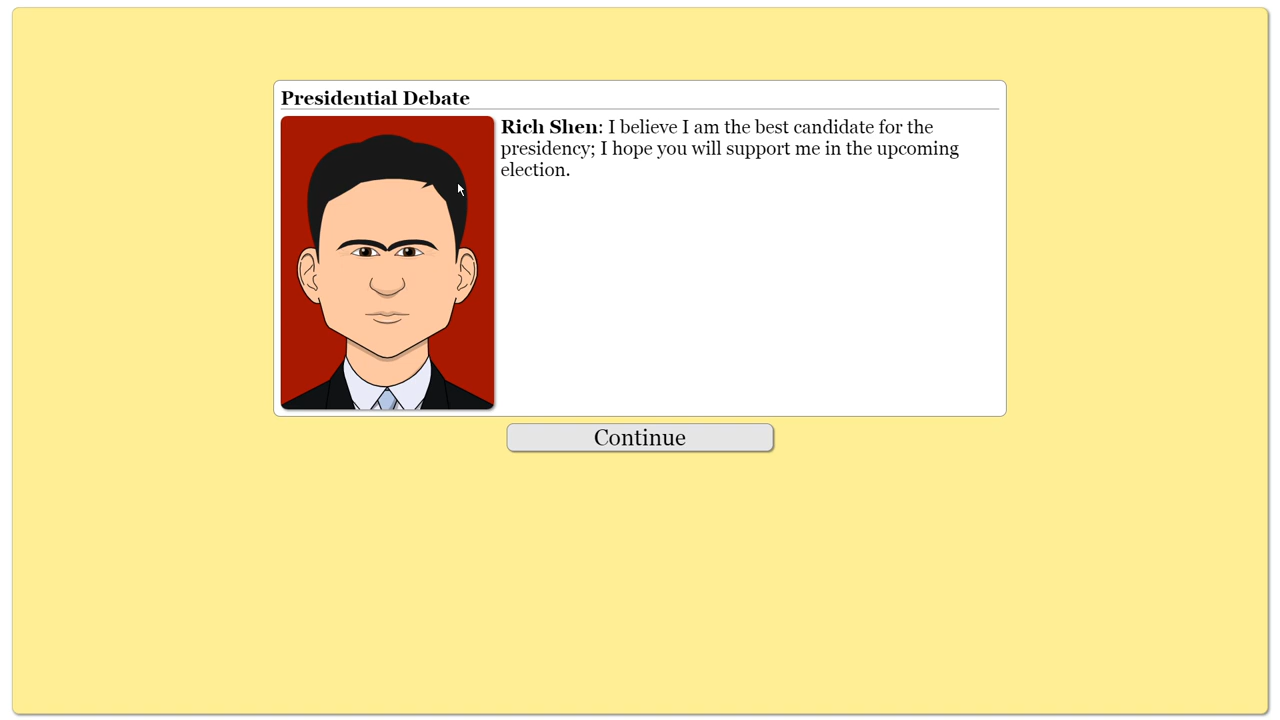 Presidential Debate
Rich Shen: I believe I am the best candidate for the
presidency; I hope you will support me in the upcoming
election.
Continue